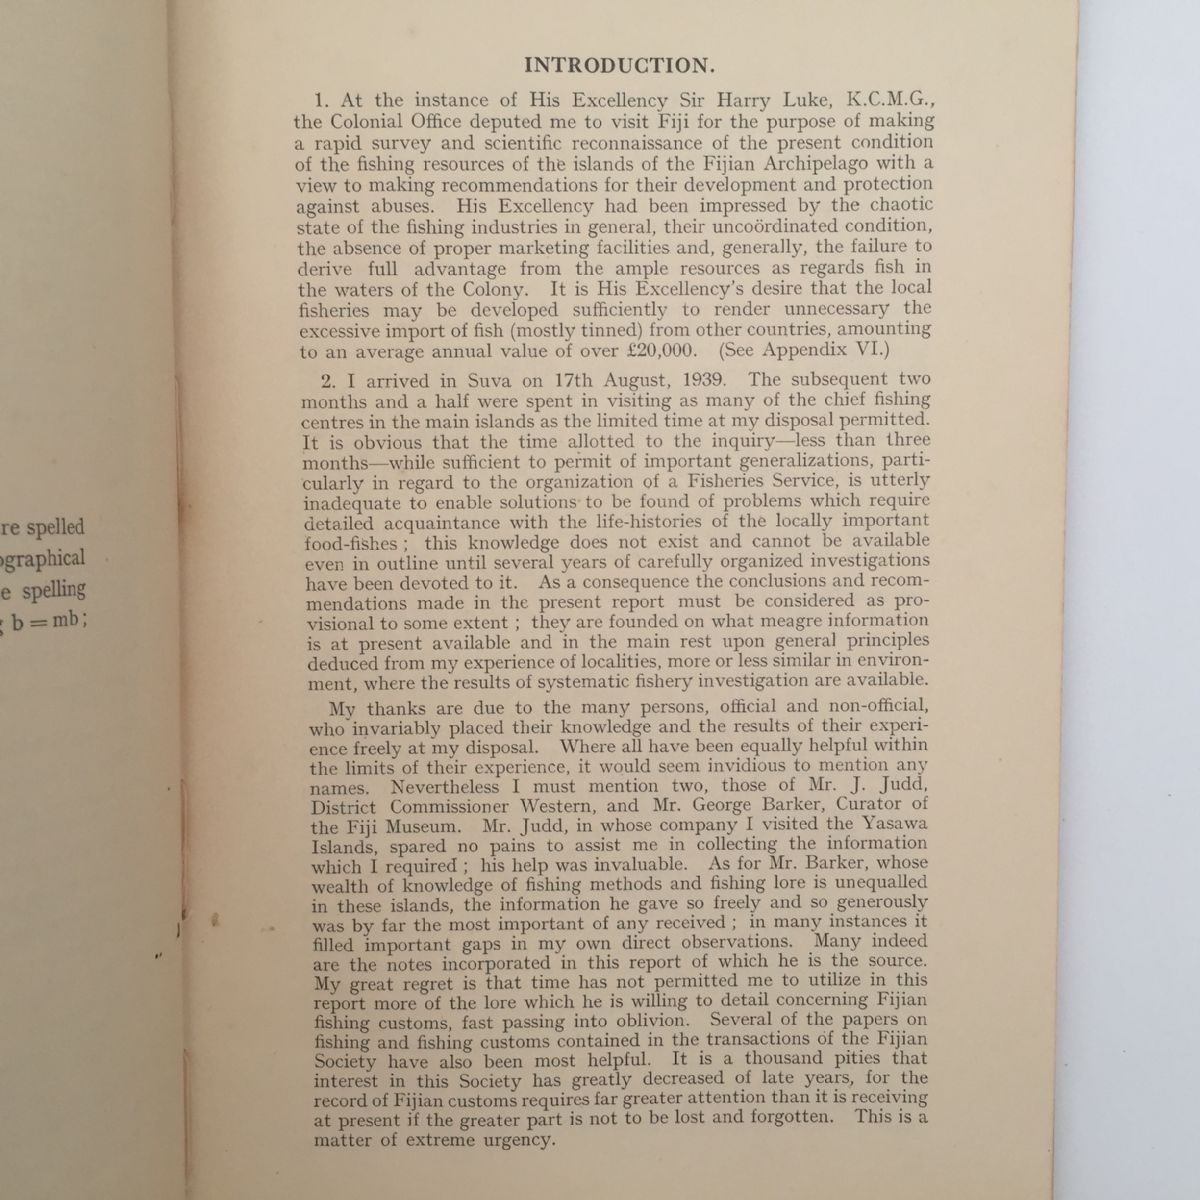 re spelled
ographical
e spelling
g b = mb;
INTRODUCTION.
1. At the instance of His Excellency Sir Harry Luke, K.C.M.G.,
the Colonial Office deputed me to visit Fiji for the purpose of making
a rapid survey and scientific reconnaissance of the present condition
of the fishing resources of the islands of the Fijian Archipelago with a
view to making recommendations for their development and protection
against abuses. His Excellency had been impressed by the chaotic
state of the fishing industries in general, their uncoördinated condition,
the absence of proper marketing facilities and, generally, the failure to
derive full advantage from the ample resources as regards fish in
the waters of the Colony. It is His Excellency's desire that the local
fisheries may be developed sufficiently to render unnecessary the
excessive import of fish (mostly tinned) from other countries, amounting
to an average annual value of over £20,000. (See Appendix VI.)
2. I arrived in Suva on 17th August, 1939. The subsequent two
months and a half were spent in visiting as many of the chief fishing
centres in the main islands as the limited time at my disposal permitted.
It is obvious that the time allotted to the inquiry—less than three
months—while sufficient to permit of important generalizations, parti-
cularly in regard to the organization of a Fisheries Service, is utterly
inadequate to enable solutions to be found of problems which require
detailed acquaintance with the life-histories of the locally important
food-fishes ; this knowledge does not exist and cannot be available
even in outline until several years of carefully organized investigations
have been devoted to it. As a consequence the conclusions and recom-
mendations made in the present report must be considered as pro-
visional to some extent ; they are founded on what meagre information
is at present available and in the main rest upon general principles
deduced from my experience of localities, more or less similar in environ-
ment, where the results of systematic fishery investigation are available.
My thanks are due to the many persons, official and non-official,
who invariably placed their knowledge and the results of their experi-
ence freely at my disposal. Where all have been equally helpful within
the limits of their experience, it would seem invidious to mention any
names. Nevertheless I must mention two, those of Mr. J. Judd,
District Commissioner Western, and Mr. George Barker, Curator of
the Fiji Museum. Mr. Judd, in whose company I visited the Yasawa
Islands, spared no pains to assist me in collecting the information
which I required ; his help was invaluable. As for Mr. Barker, whose
wealth of knowledge of fishing methods and fishing lore is unequalled
in these islands, the information he gave so freely and so generously
was by far the most important of any received ; in many instances it
filled important gaps in my own direct observations. Many indeed
are the notes incorporated in this report of which he is the source.
My great regret is that time has not permitted me to utilize in this
report more of the lore which he is willing to detail concerning Fijian
fishing customs, fast passing into oblivion. Several of the papers on
fishing and fishing customs contained in the transactions of the Fijian
Society have also been most helpful. It is a thousand pities that
interest in this Society has greatly decreased of late years, for the
record of Fijian customs requires far greater attention than it is receiving
at present if the greater part is not to be lost and forgotten. This is a
matter of extreme urgency.